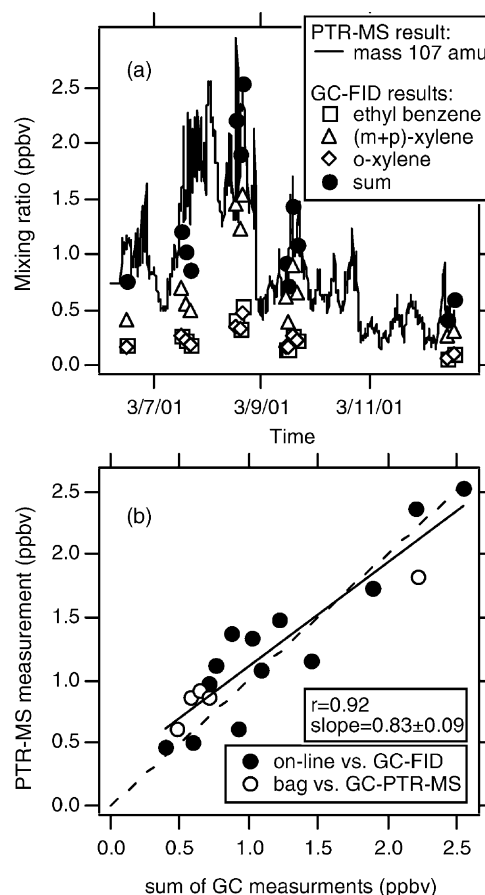 (a)
PTR-MS result:
mass 107 amu
GC-FID results:
ethyl benzene
(m+p)-xylene
o-xylene
sum
Mixing ratio (ppbv)
2.5
2.0
1.5
1.0
0.5
0.0
3/7/01
3/9/01
3/11/01
Time
(b)
PTR-MS measurement (ppbv)
2.5
2.0
1.5
1.0
0.5
0.0
r=0.92
slope=0.83±0.09
on-line vs. GC-FID
bag vs. GC-PTR-MS
0.0
0.5
1.0
1.5
2.0
2.5
sum of GC measurments (ppbv)